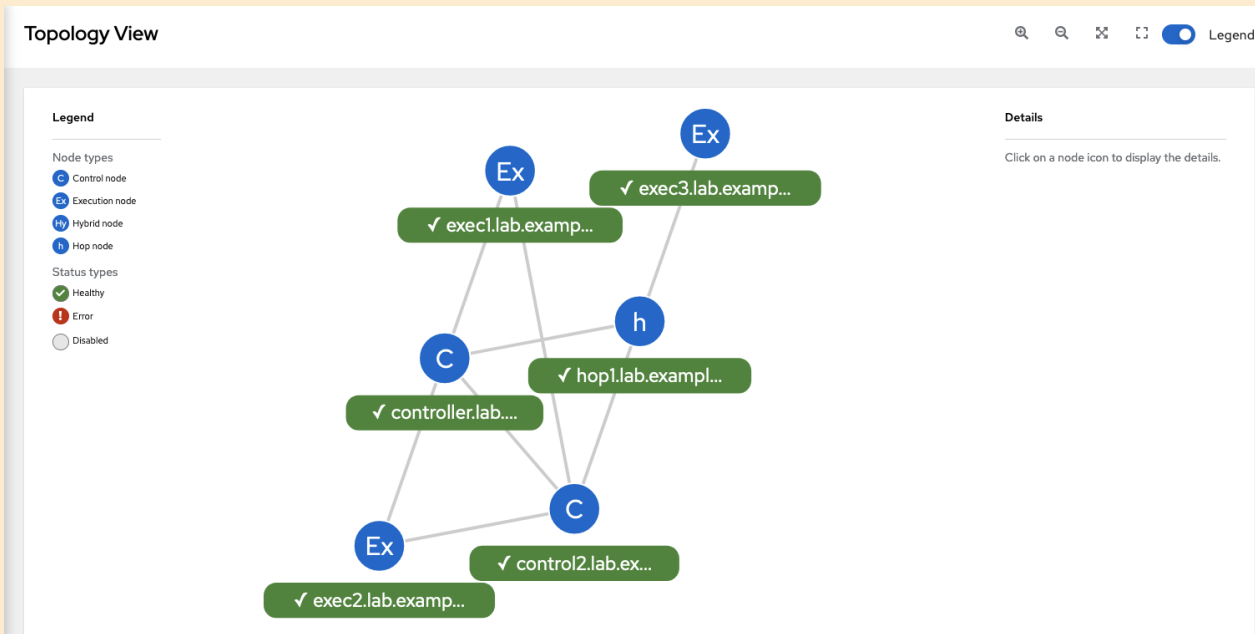 Topology View
Legend
Legend
Node types
C Control node
Ex Execution node
Hy Hybrid node
h Hop node
Status types
✓ Healthy
! Error
Disabled
Ex
✓ exec3.lab.examp...
Ex
✓ exec1.lab.examp...
h
✓ hop1.lab.exampl...
C
✓ controller.lab....
C
✓ control2.lab.ex...
Ex
✓ exec2.lab.examp...
Details
Click on a node icon to display the details.